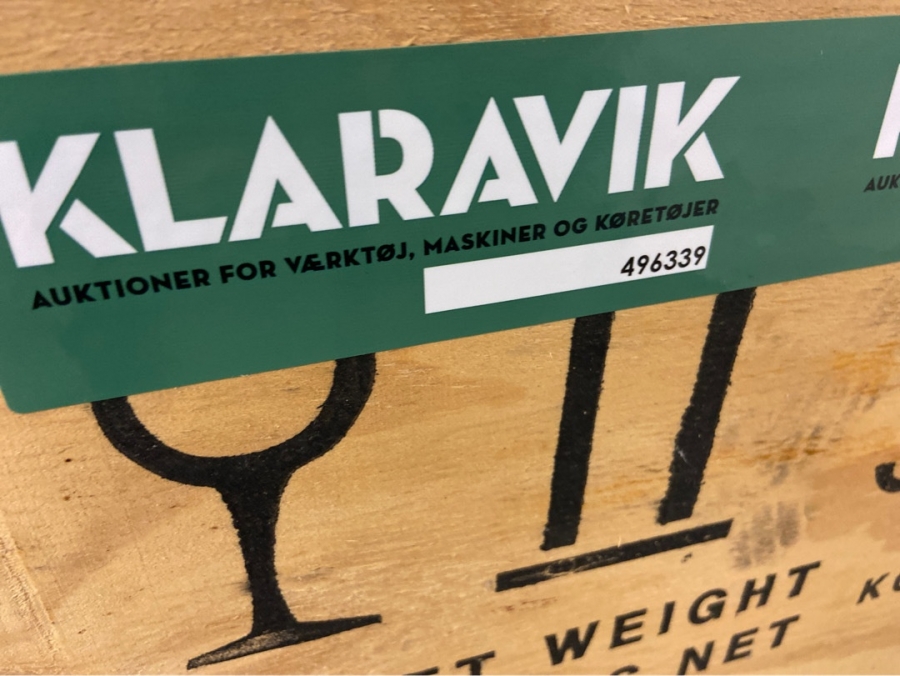 KLARAVIK
AUKTIONER FOR VÆRKTØJ, MASKINER OG KØRETØJER
496339
WEIGHT
NET